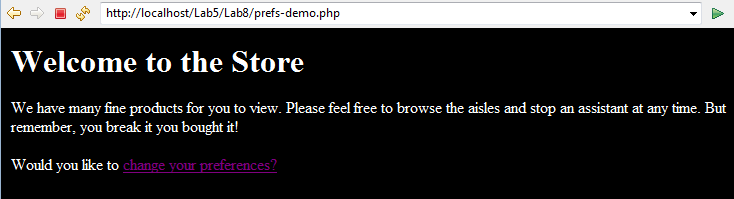 http://localhost/Lab5/Lab8/prefs-demo.php
Welcome to the Store
We have many fine products for you to view. Please feel free to browse the aisles and stop an assistant at any time. But
remember, you break it you bought it!
Would you like to change your preferences?